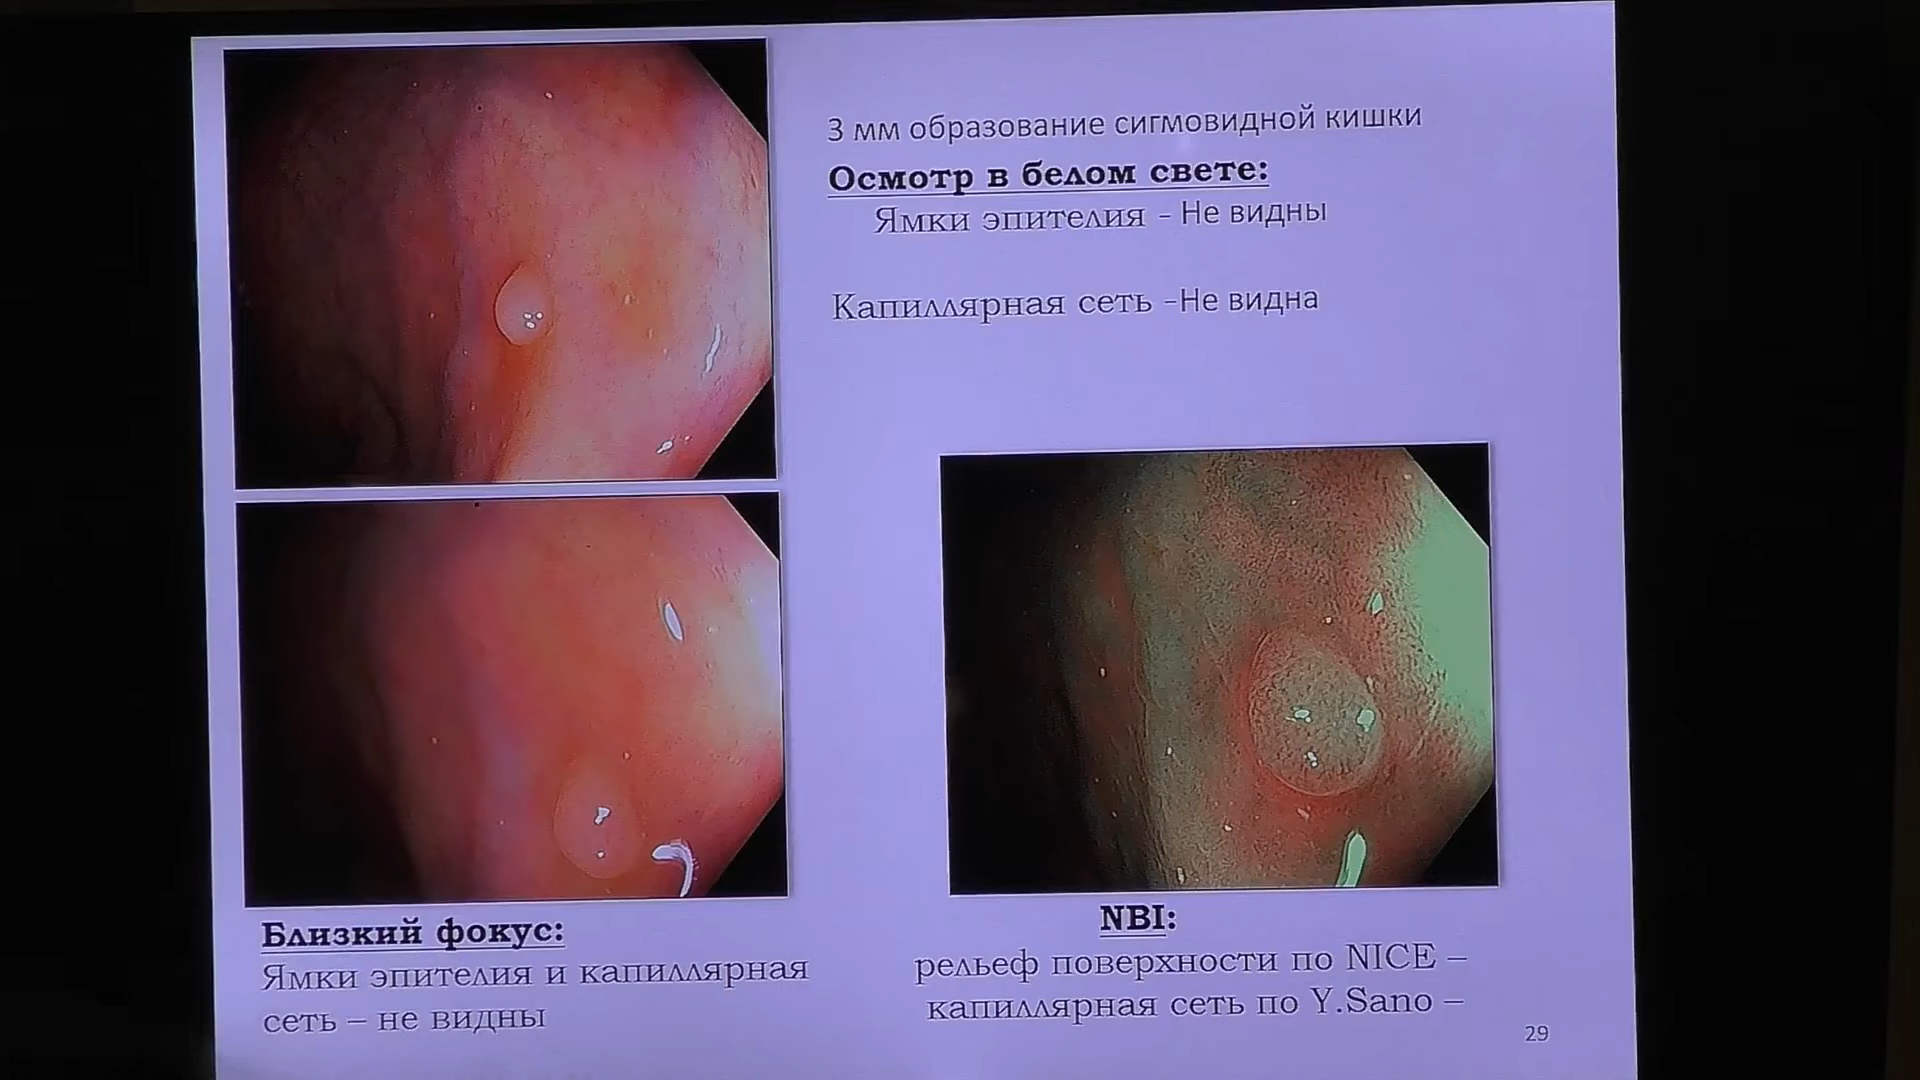 3 мм образование сигмовидной кишки
Осмотр в белом свете:
Ямки эпителия - Не видны
Капиллярная сеть -Не видна
Близкий фокус:
Ямки эпителия и капиллярная
сеть – не видны
NBI:
рельеф поверхности по NICE –
капиллярная сеть по Y.Sano –
29